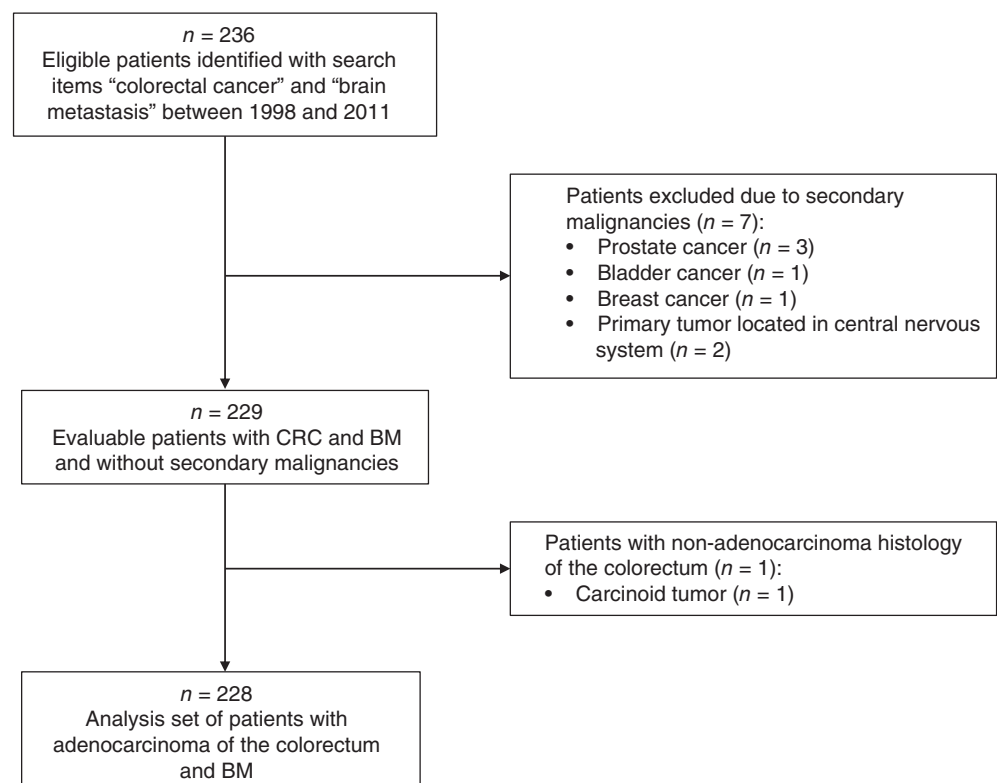 n = 236
Eligible patients identified with search
items “colorectal cancer” and “brain
metastasis” between 1998 and 2011
Patients excluded due to secondary
malignancies (n = 7):
• Prostate cancer (n = 3)
• Bladder cancer (n = 1)
• Breast cancer (n = 1)
• Primary tumor located in central nervous
system (n = 2)
n = 229
Evaluable patients with CRC and BM
and without secondary malignancies
Patients with non-adenocarcinoma histology
of the colorectum (n = 1):
• Carcinoid tumor (n = 1)
n = 228
Analysis set of patients with
adenocarcinoma of the colorectum
and BM